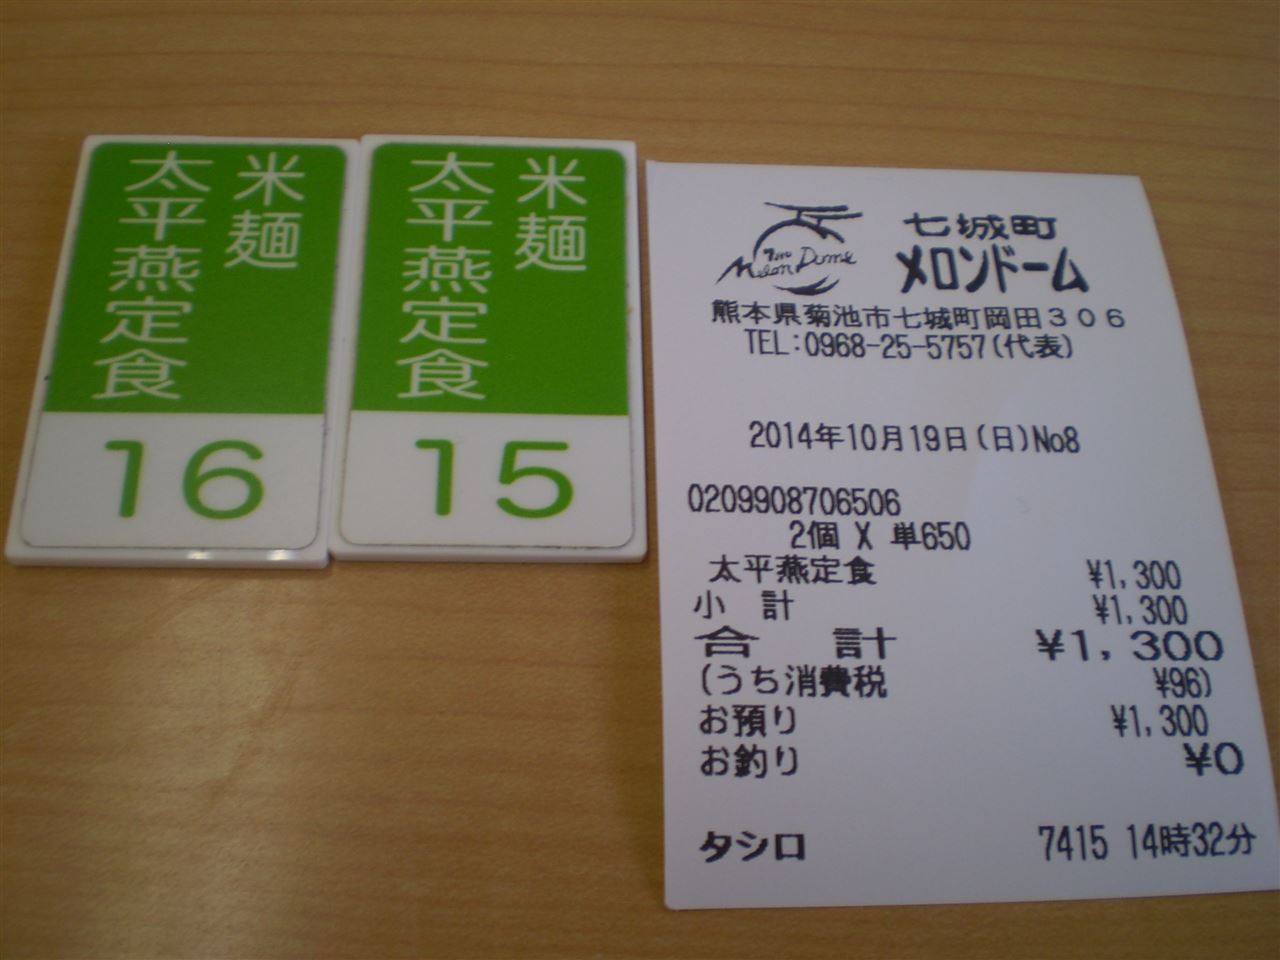 米麺
太平燕定食
16
米麺
太平燕定食
15
Melon Dome
七城町
メロンドーム
熊本県菊池市七城町岡田306
TEL:0968-25-5757(代表)
2014年10月19日(日)No8
0209908706506
2個 X 単650
太平燕定食 ¥1,300
小 計 ¥1,300
合 計 ¥1,300
(うち消費税 ¥96)
お預り ¥1,300
お釣り ¥0
タシロ 7415 14時32分